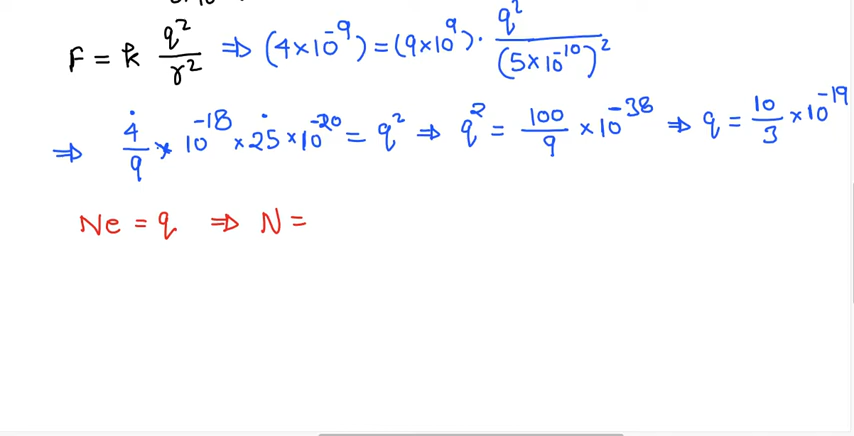 F = k q²/r² ⇒ (4×10⁻⁹) = (9×10⁹) · q²/(5×10⁻¹⁰)²
⇒ 4/9 × 10⁻¹⁸ × 25 × 10⁻²⁰ = q² ⇒ q² = 100/9 × 10⁻³⁸ ⇒ q = 10/3 × 10⁻¹⁹
Ne = q ⇒ N =